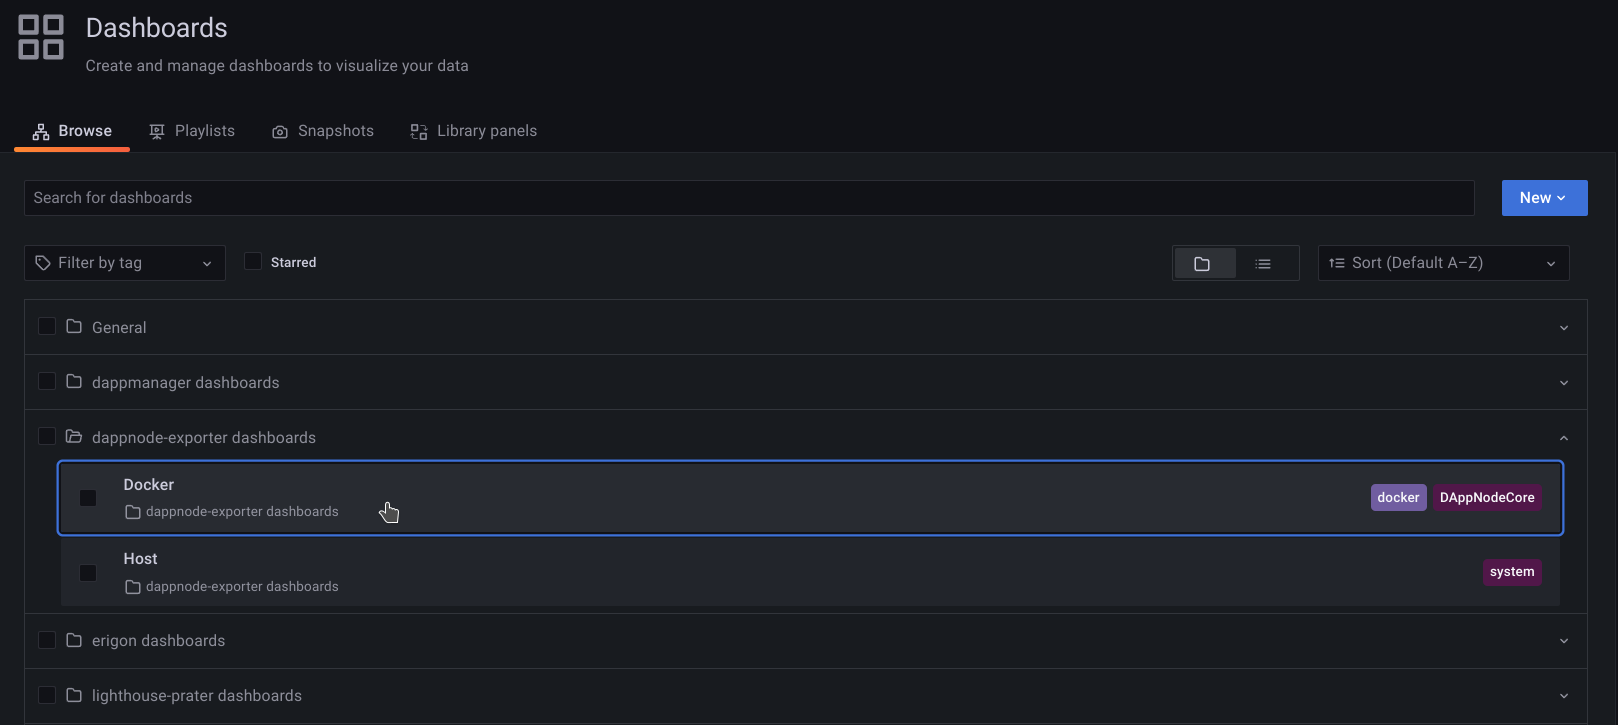 Dashboards
Create and manage dashboards to visualize your data
Browse Playlists Snapshots Library panels
Search for dashboards New
Filter by tag Starred Sort (Default A–Z)
General
dappmanager dashboards
dappnode-exporter dashboards
Docker
dappnode-exporter dashboards docker DAppNodeCore
Host
dappnode-exporter dashboards system
erigon dashboards
lighthouse-prater dashboards